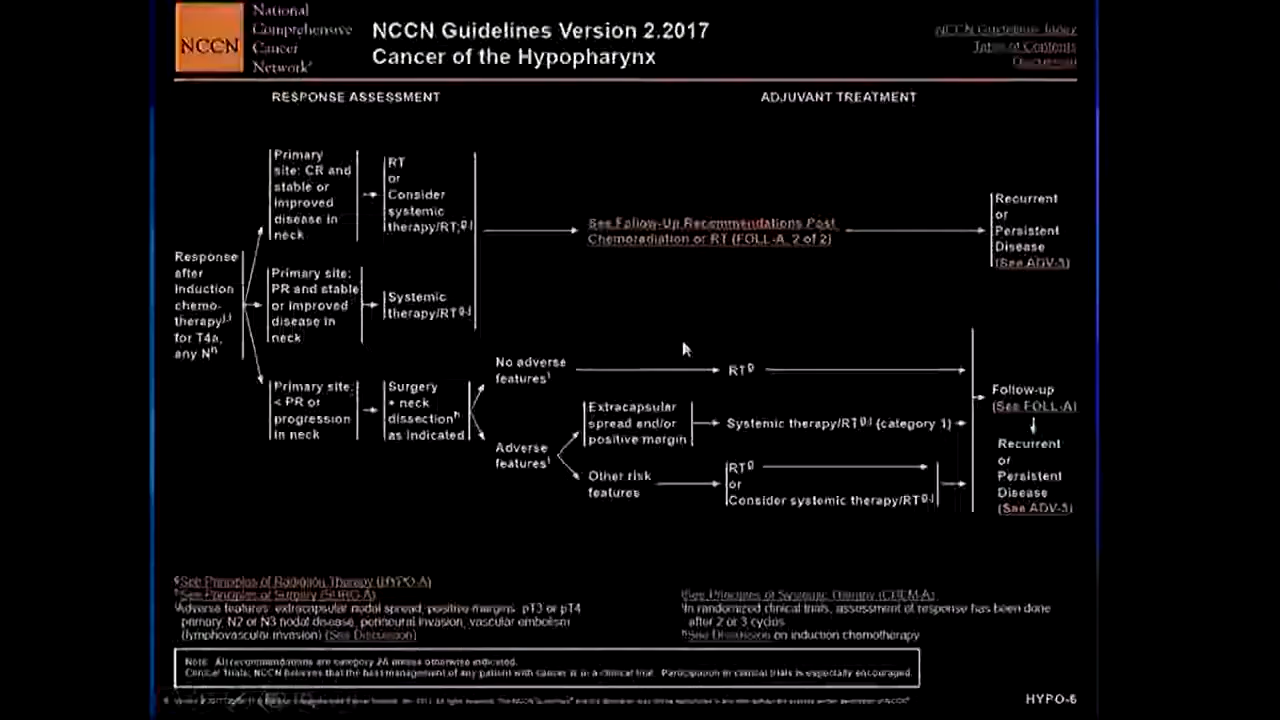 National
Comprehensive
Cancer
Network®
NCCN
NCCN Guidelines Version 2.2017
Cancer of the Hypopharynx
NCCN Guidelines Index
Table of Contents
Discussion
RESPONSE ASSESSMENT
ADJUVANT TREATMENT
Response
after
induction
chemo-
therapy
for T4a,
any N
Primary
site: CR and
stable or
improved
disease in
neck
RT
or
Consider
systemic
therapy/RT
See Follow-Up Recommendations Post
Chemoradiation or RT (FOLL-A, 2 of 2)
Recurrent
or
Persistent
Disease
(See ADV-3)
Primary site:
PR and stable
or improved
disease in
neck
Systemic
therapy/RT
Primary site:
< PR or
progression
in neck
Surgery
+ neck
dissection
as indicated
No adverse
features
RT
Adverse
features
Extracapsular
spread and/or
positive margin
Systemic therapy/RT (category 1)
Other risk
features
RT
or
Consider systemic therapy/RT
Follow-up
(See FOLL-A)
Recurrent
or
Persistent
Disease
(See ADV-3)
See Principles of Radiation Therapy (HYPO-A)
See Principles of Surgery (SURG-A)
Adverse features: extracapsular nodal spread, positive margins, pT3 or pT4
primary, N2 or N3 nodal disease, perineural invasion, vascular embolism
(lymphovascular invasion) (See Discussion)
See Principles of Systemic Therapy (CHEM-A)
In randomized clinical trials, assessment of response has been done
after 2 or 3 cycles
See Discussion on induction chemotherapy
Note: All recommendations are category 2A unless otherwise indicated.
Clinical Trials: NCCN believes that the best management of any patient with cancer is in a clinical trial. Participation in clinical trials is especially encouraged.
HYPO-6